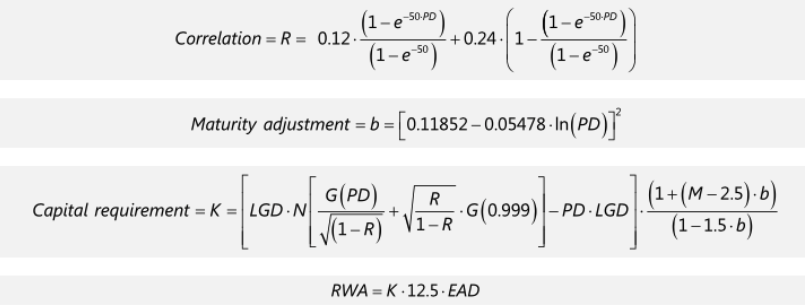 Correlation = R = 0.12 · (1 − e^(−50·PD)) / (1 − e^(−50)) + 0.24 · (1 − (1 − e^(−50·PD)) / (1 − e^(−50)))
Maturity adjustment = b = [0.11852 − 0.05478 · ln(PD)]^2
Capital requirement = K = [LGD · N[G(PD) / √(1 − R) + √(R / (1 − R)) · G(0.999)] − PD · LGD] · (1 + (M − 2.5) · b) / (1 − 1.5 · b)
RWA = K · 12.5 · EAD